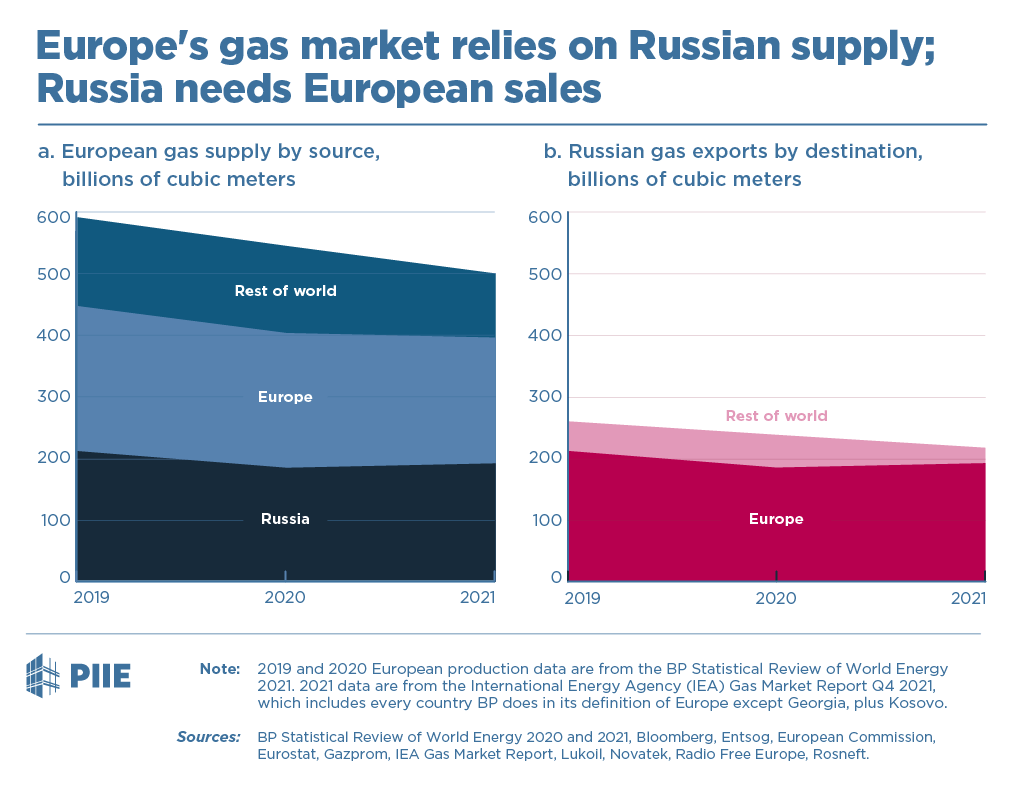 Europe's gas market relies on Russian supply;
Russia needs European sales
a. European gas supply by source,
billions of cubic meters
600
500
400
300
200
100
0
Rest of world
Europe
Russia
2019
2020
2021
b. Russian gas exports by destination,
billions of cubic meters
600
500
400
300
200
100
0
Rest of world
Europe
2019
2020
2021
PIIE
Note: 2019 and 2020 European production data are from the BP Statistical Review of World Energy
2021. 2021 data are from the International Energy Agency (IEA) Gas Market Report Q4 2021,
which includes every country BP does in its definition of Europe except Georgia, plus Kosovo.
Sources: BP Statistical Review of World Energy 2020 and 2021, Bloomberg, Entsog, European Commission,
Eurostat, Gazprom, IEA Gas Market Report, Lukoil, Novatek, Radio Free Europe, Rosneft.